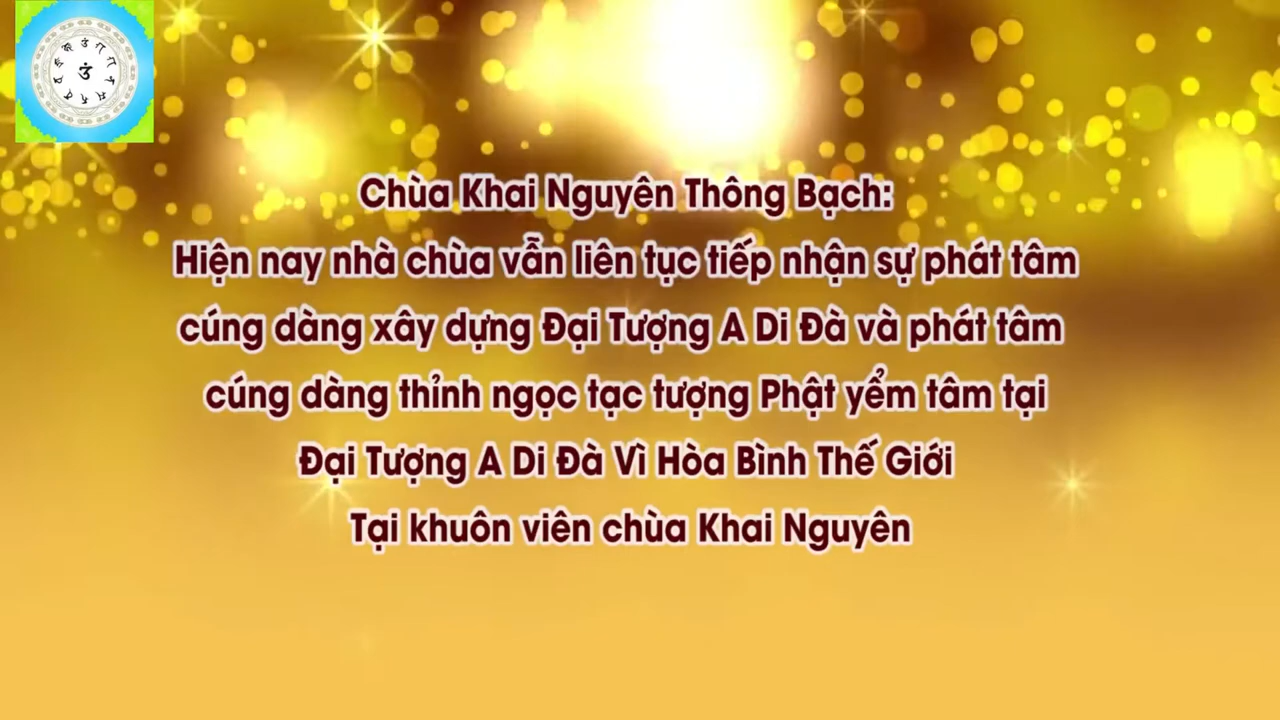 Chùa Khai Nguyên Thông Bạch:
Hiện nay nhà chùa vẫn liên tục tiếp nhận sự phát tâm
cúng dàng xây dựng Đại Tượng A Di Đà và phát tâm
cúng dàng thỉnh ngọc tạc tượng Phật yểm tâm tại
Đại Tượng A Di Đà Vì Hòa Bình Thế Giới
Tại khuôn viên chùa Khai Nguyên